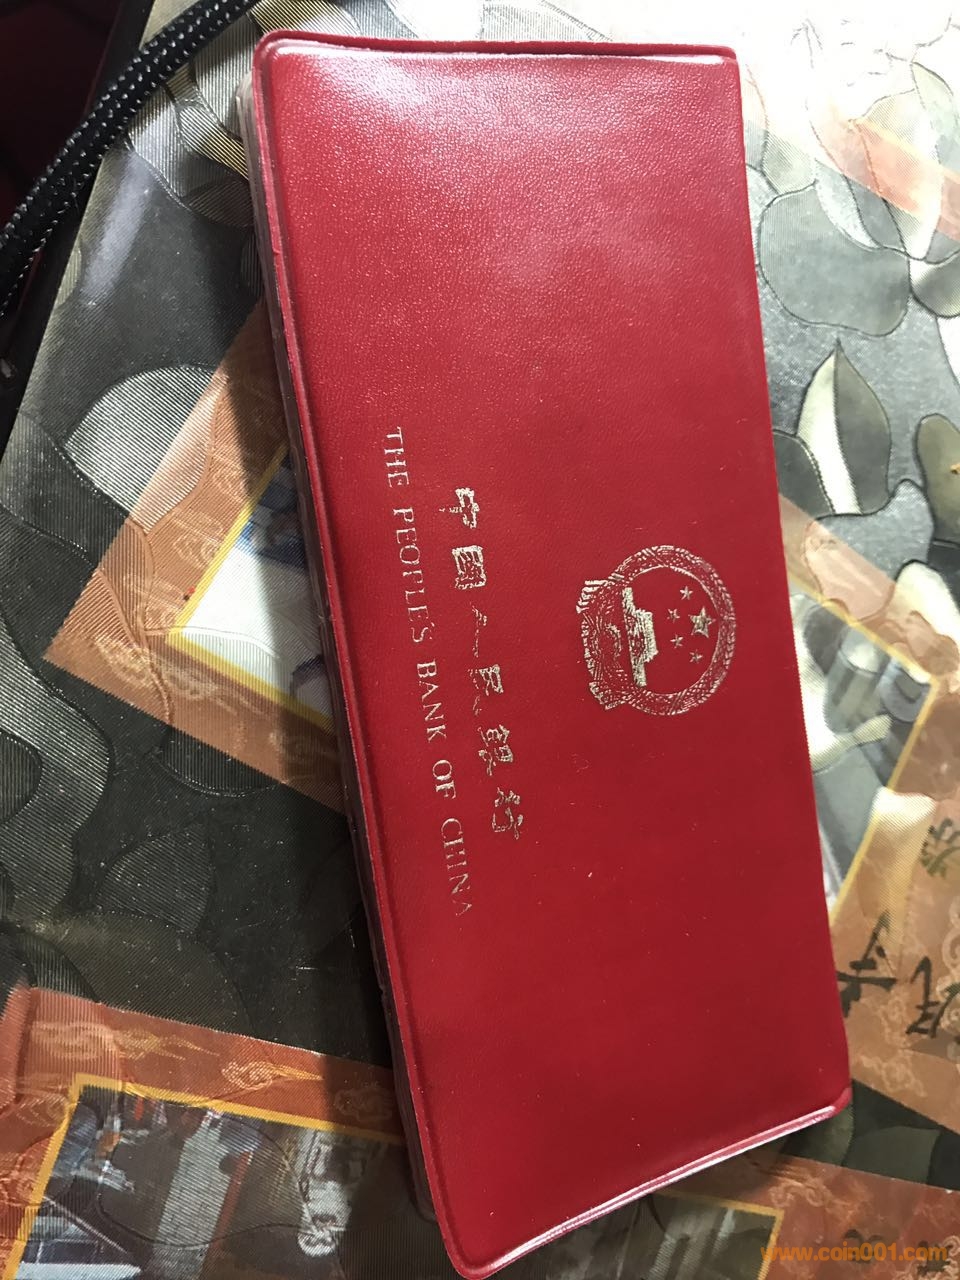 中國人民銀行
THE PEOPLE'S BANK OF CHINA
www.coin001.com